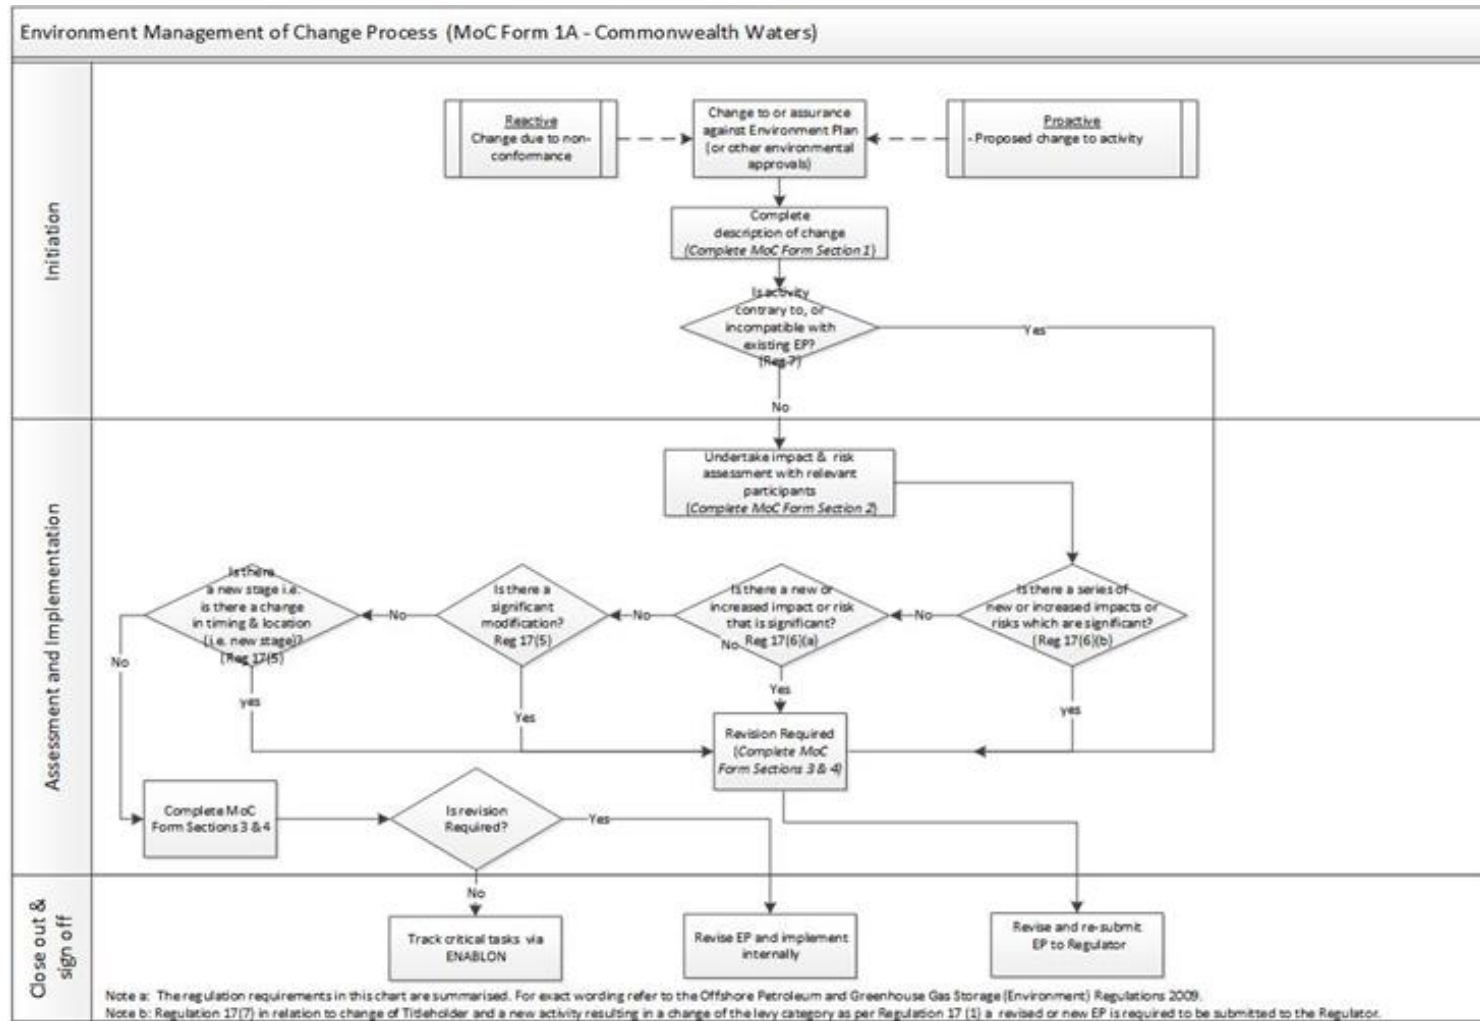 Environment Management of Change Process (MoC Form 1A - Commonwealth Waters)
Initiation
Reactive
Change due to non-
conformance
Change to or assurance
against Environment Plan
(or other environmental
approvals)
Proactive
- Proposed change to activity
Complete
description of change
(Complete MoC Form Section 1)
Is activity
contrary to, or
incompatible with
existing EP?
(Reg 7)
Yes
No
Assessment and Implementation
Undertake impact & risk
assessment with relevant
participants
(Complete MoC Form Section 2)
Is there
a new stage i.e.
is there a change
in timing & location
(i.e. new stage)?
(Reg 17(5)
No
Is there a
significant
modification?
Reg 17(5)
No
Is there a new or
increased impact or risk
that is significant?
Reg 17(6)(a)
No
No
Is there a series of
new or increased impacts or
risks which are significant?
(Reg 17(6)(b)
No
yes
Yes
Yes
yes
Revision Required
(Complete MoC
Form Sections 3 & 4)
Complete MoC
Form Sections 3 &4
Is revision
Required?
Yes
Close out &
sign off
No
Track critical tasks via
ENABLON
Revise EP and implement
internally
Revise and re-submit
EP to Regulator
Note a: The regulation requirements in this chart are summarised. For exact wording refer to the Offshore Petroleum and Greenhouse Gas Storage (Environment) Regulations 2009.
Note b: Regulation 17(7) in relation to change of Titleholder and a new activity resulting in a change of the levy category as per Regulation 17 (1) a revised or new EP is required to be submitted to the Regulator.